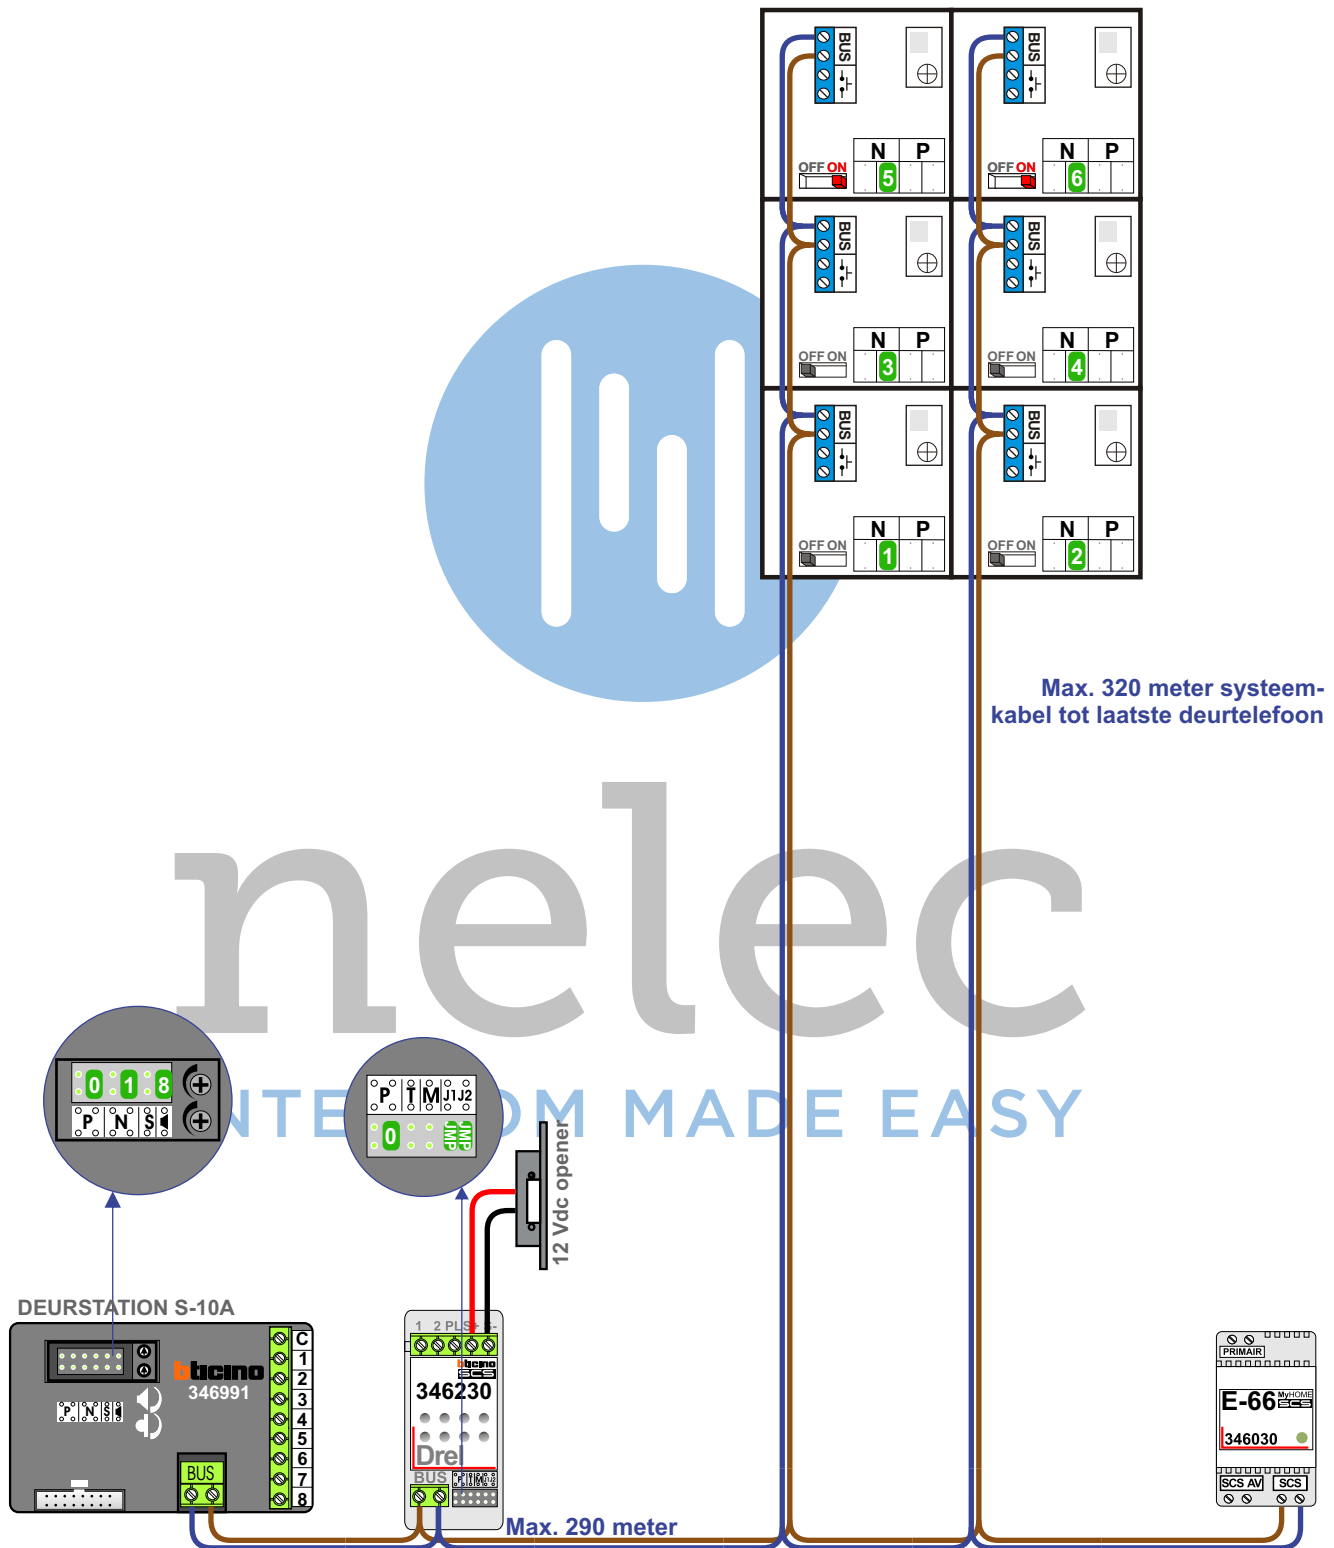 BUS
BUS
N P
N P
OFF ON
5
OFF ON
6
BUS
BUS
N P
N P
OFF ON
3
OFF ON
4
BUS
BUS
N P
N P
OFF ON
1
OFF ON
2
Max. 320 meter systeem-
kabel tot laatste deurtelefoon
nelec
INTERCOM MADE EASY
0 1 8
P N S
P T M J1 J2
0 JMP JMP
12 Vdc opener
DEURSTATION S-10A
bticino
346991
P N S
C
1
2
3
4
5
6
7
8
BUS
1 2 PL S+ S-
bticino
SCS
346230
Drel
BUS
P T M J1 J2
Max. 290 meter
PRIMAIR
E-66 MyHOME
SCS
346030
SCS AV SCS